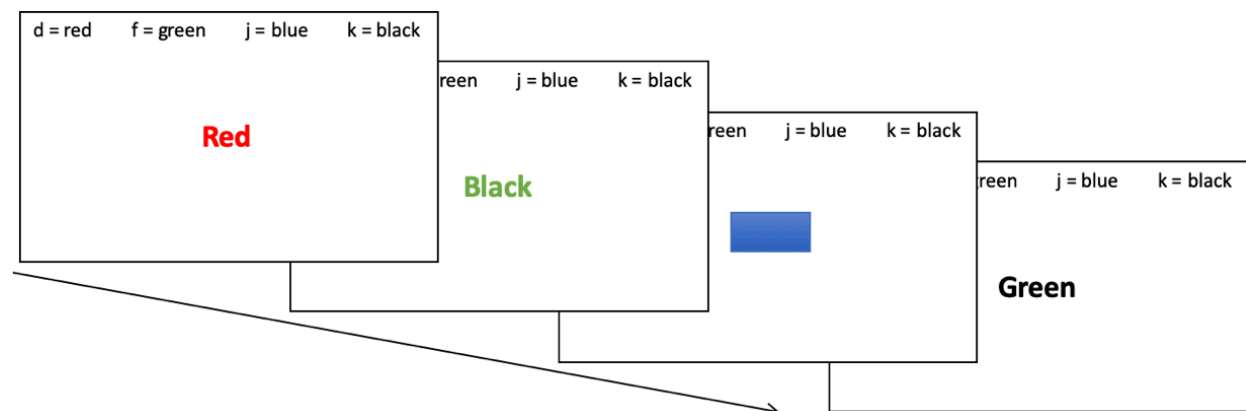 d = red f = green j = blue k = black
Red
reen j = blue k = black
Black
reen j = blue k = black
reen j = blue k = black
Green